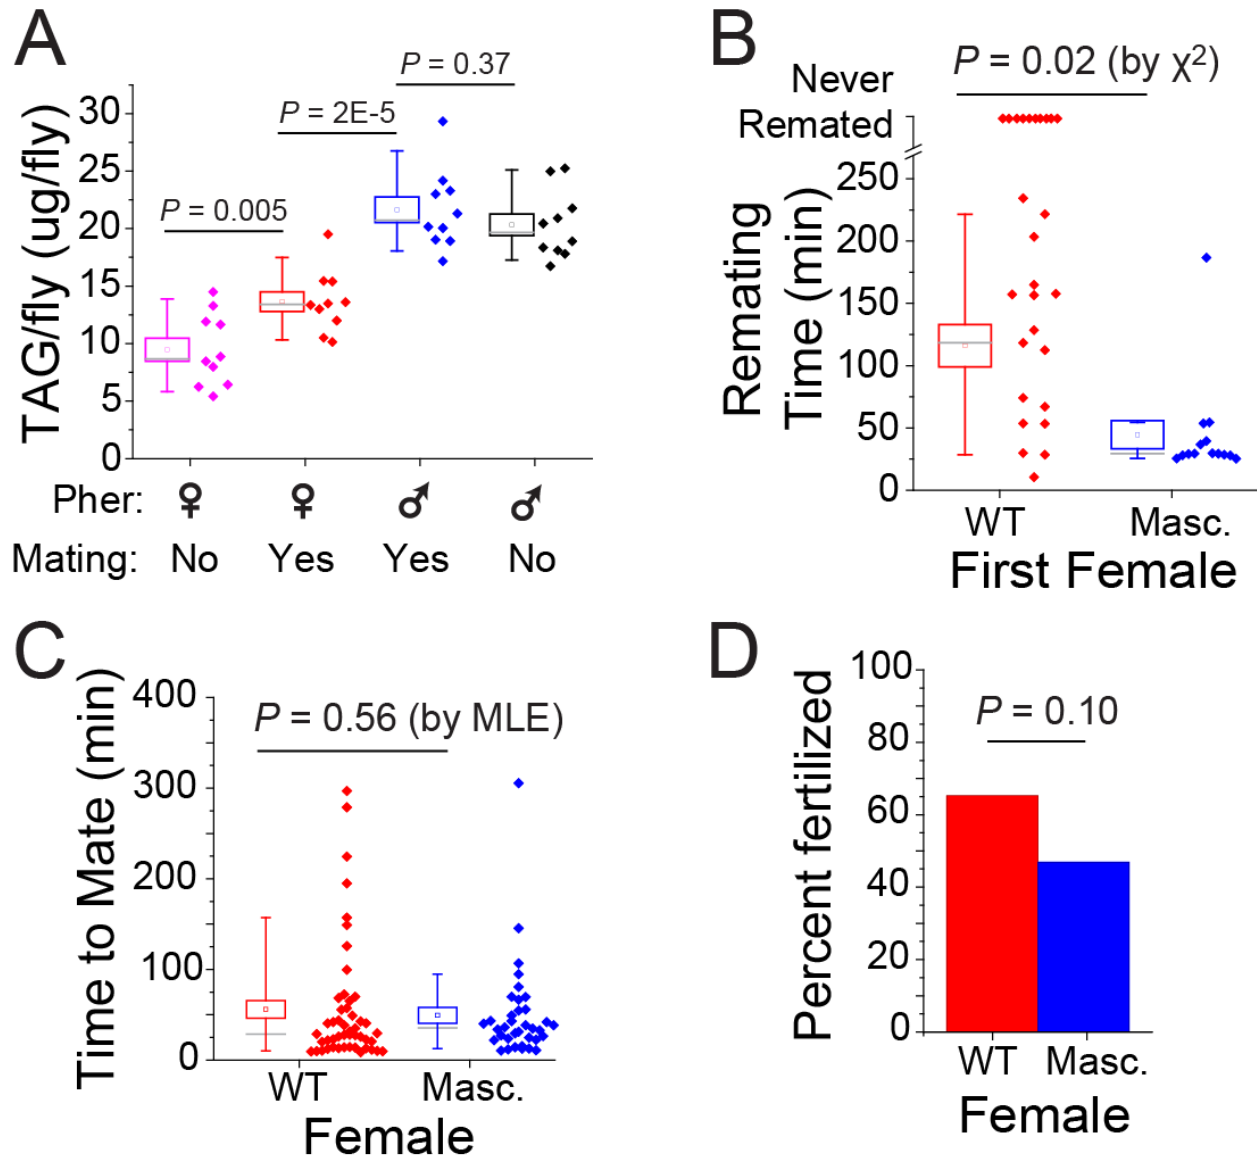 A
P = 0.37
P = 2E-5
P = 0.005
TAG/fly (ug/fly)
30
25
20
15
10
5
0
Pher: ♀ ♀ ♂ ♂
Mating: No Yes Yes No
B
P = 0.02 (by χ²)
Never
Remated
Remating
Time (min)
250
200
150
100
50
0
WT Masc.
First Female
C
P = 0.56 (by MLE)
Time to Mate (min)
400
300
200
100
0
WT Masc.
Female
D
P = 0.10
Percent fertilized
100
80
60
40
20
0
WT Masc.
Female